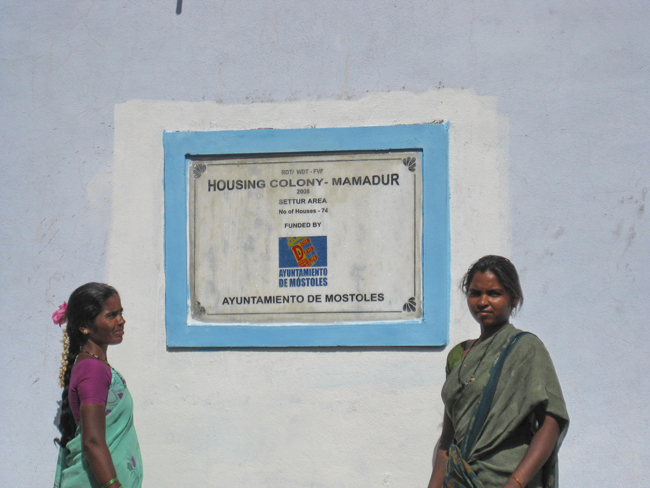 RDT/ WDT - FVF
HOUSING COLONY- MAMADUR
2008
SETTUR AREA
No of Houses - 74
FUNDED BY
AYUNTAMIENTO
DE MÓSTOLES
AYUNTAMIENTO DE MOSTOLES